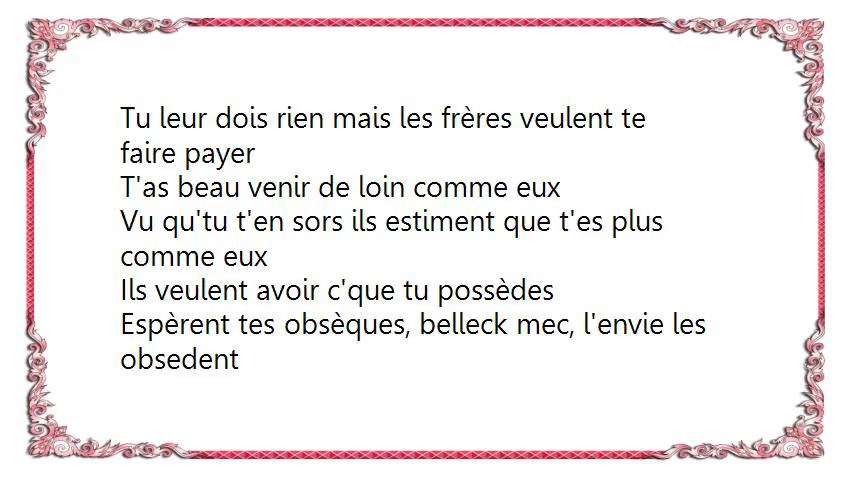 Tu leur dois rien mais les frères veulent te
faire payer
T'as beau venir de loin comme eux
Vu qu'tu t'en sors ils estiment que t'es plus
comme eux
Ils veulent avoir c'que tu possèdes
Espèrent tes obsèques, belleck mec, l'envie les
obsedent